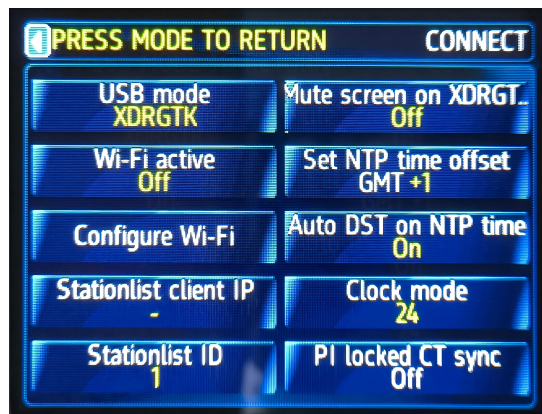 PRESS MODE TO RETURN CONNECT
USB mode
XDRGTK
Mute screen on XDRGT..
Off
Wi-Fi active
Off
Set NTP time offset
GMT +1
Configure Wi-Fi
Auto DST on NTP time
On
Stationlist client IP
-
Clock mode
24
Stationlist ID
1
PI locked CT sync
Off